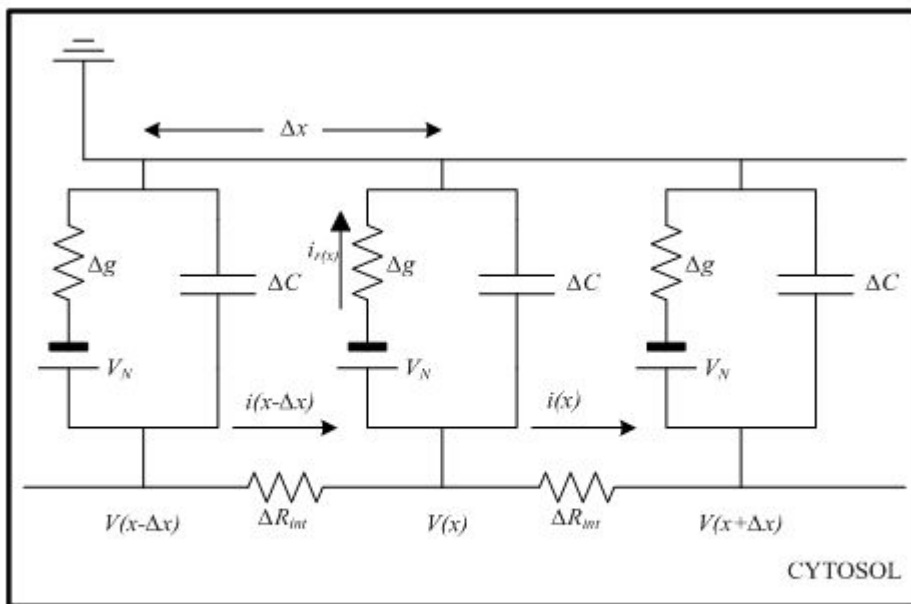 Δx
Δg
ΔC
V_N
i_r(x)
Δg
ΔC
V_N
Δg
ΔC
V_N
i(x-Δx)
i(x)
ΔR_int
ΔR_int
V(x-Δx)
V(x)
V(x+Δx)
CYTOSOL